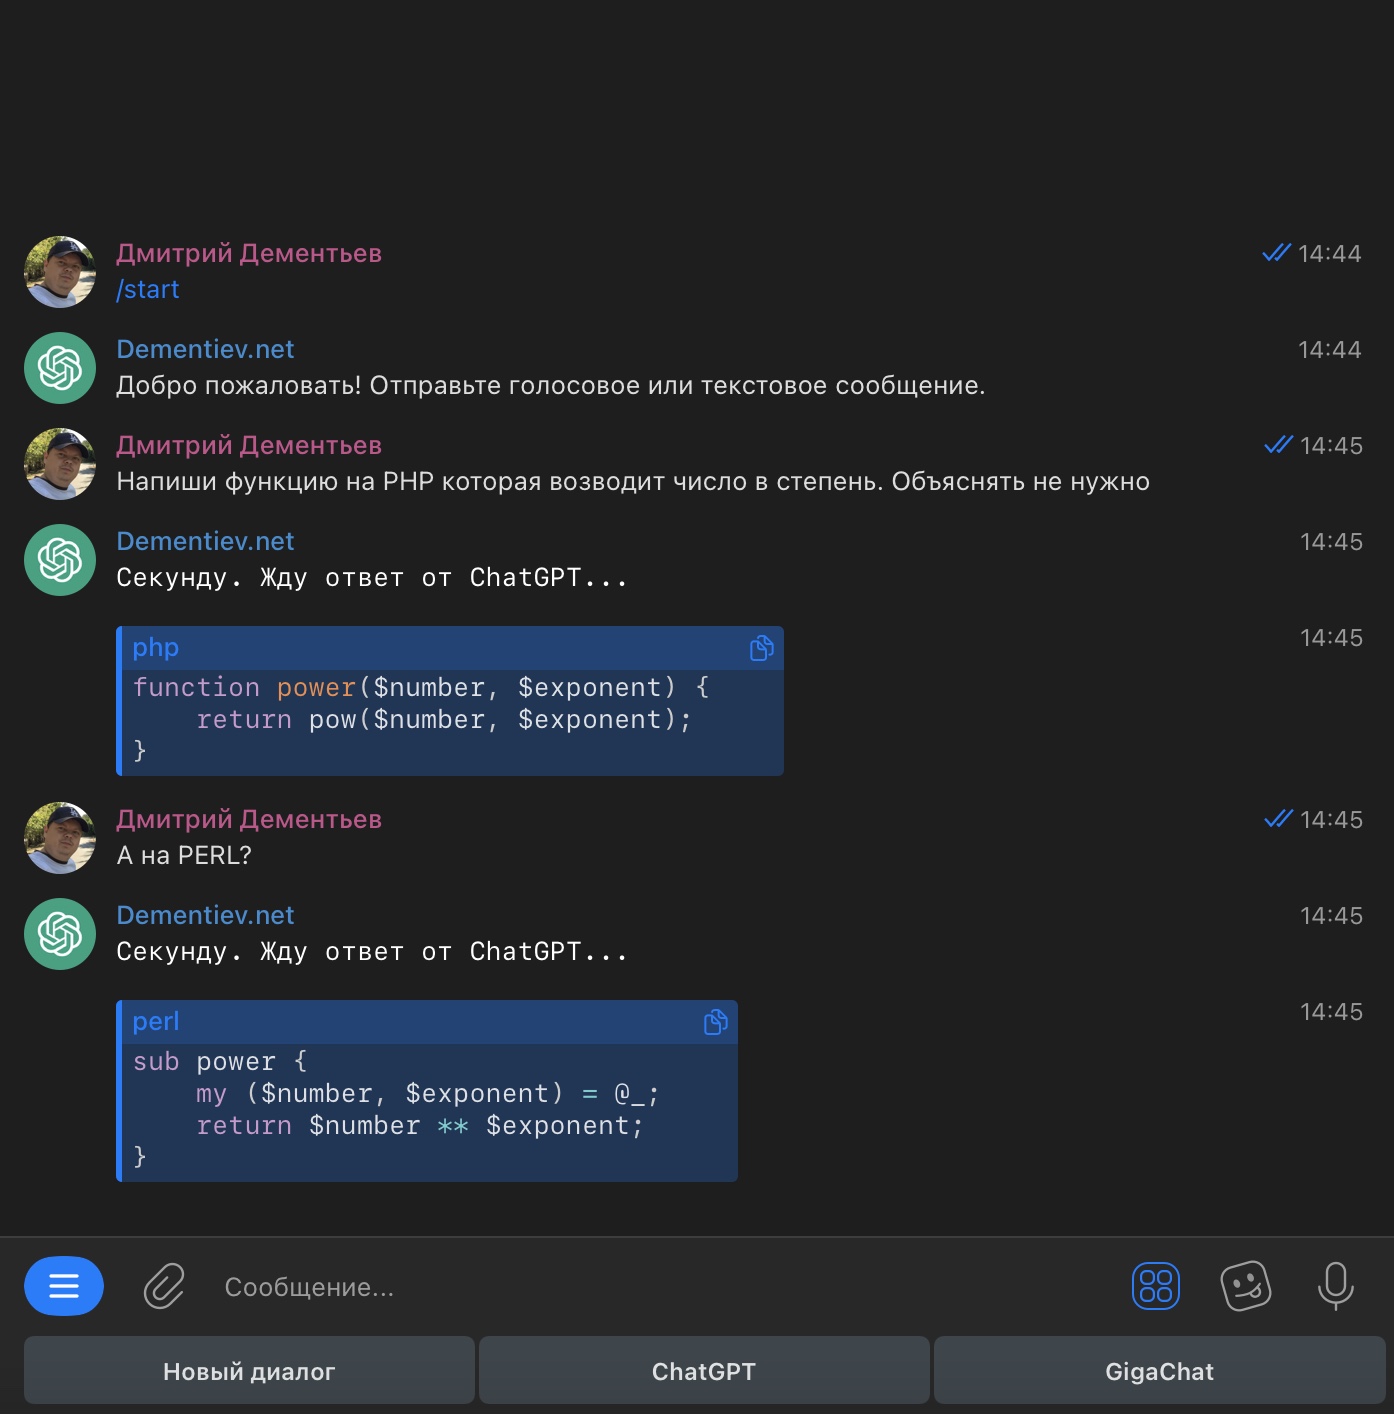 Дмитрий Дементьев 14:44
/start
Dementiev.net 14:44
Добро пожаловать! Отправьте голосовое или текстовое сообщение.
Дмитрий Дементьев 14:45
Напиши функцию на PHP которая возводит число в степень. Объяснять не нужно
Dementiev.net 14:45
Секунду. Жду ответ от ChatGPT...
php 14:45
function power($number, $exponent) {
    return pow($number, $exponent);
}
Дмитрий Дементьев 14:45
А на PERL?
Dementiev.net 14:45
Секунду. Жду ответ от ChatGPT...
perl 14:45
sub power {
    my ($number, $exponent) = @_;
    return $number ** $exponent;
}
Сообщение...
Новый диалог ChatGPT GigaChat